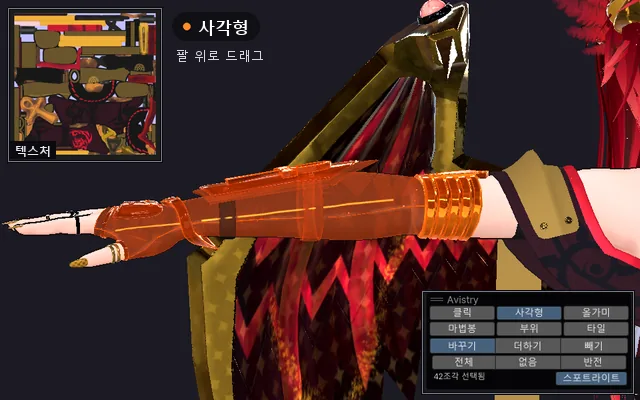 사각형
팔 위로 드래그
텍스처
Avistry
클릭 사각형 올가미
마법봉 부위 타일
바꾸기 더하기 빼기
전체 없음 반전
42조각 선택됨 스포트라이트